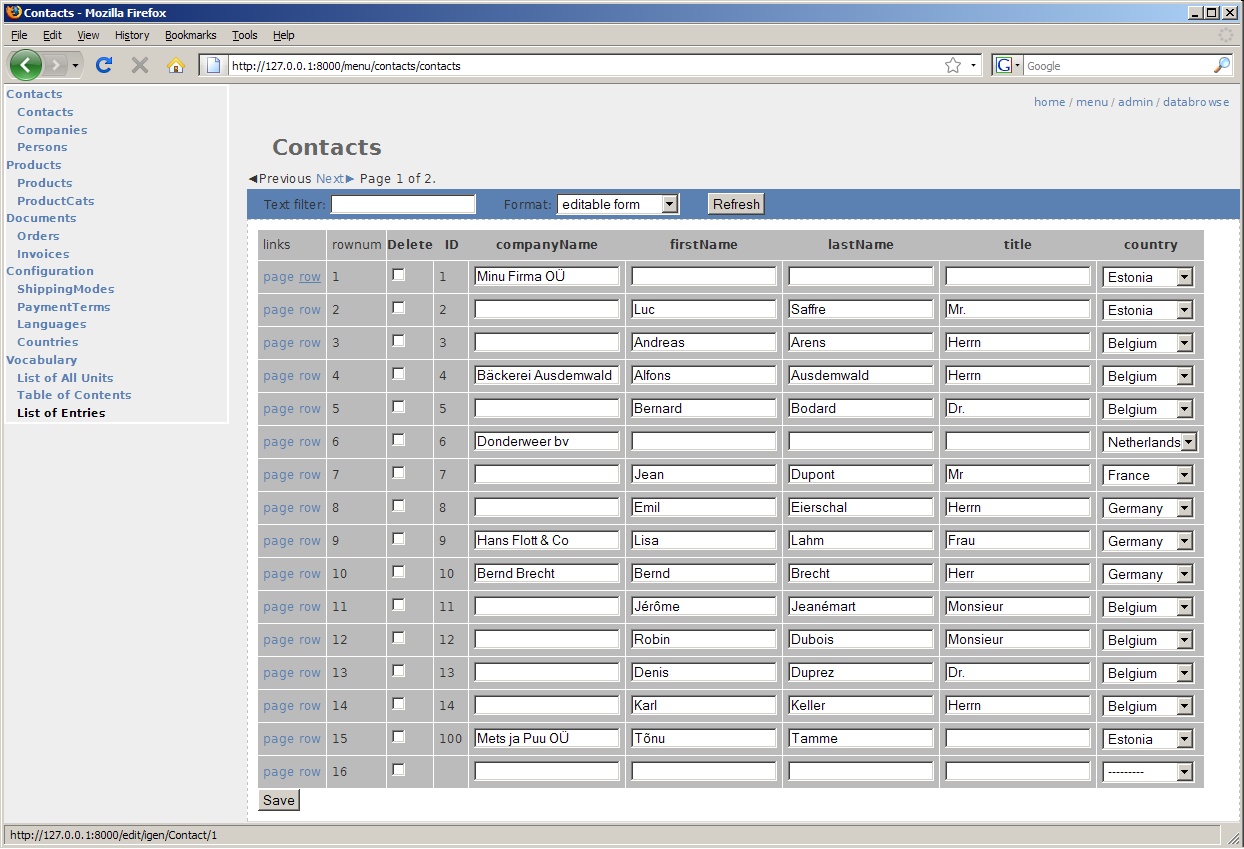 Contacts - Mozilla Firefox
File Edit View History Bookmarks Tools Help
http://127.0.0.1:8000/menu/contacts/contacts G Google
home / menu / admin / databrowse
Contacts
Contacts
Companies
Persons
Products
Products
ProductCats
Documents
Orders
Invoices
Configuration
ShippingModes
PaymentTerms
Languages
Countries
Vocabulary
List of All Units
Table of Contents
List of Entries
Contacts
◄Previous Next► Page 1 of 2.
Text filter: Format: editable form Refresh
links rownum Delete ID companyName firstName lastName title country
page row 1 1 Minu Firma OÜ Estonia
page row 2 2 Luc Saffre Mr. Estonia
page row 3 3 Andreas Arens Herrn Belgium
page row 4 4 Bäckerei Ausdemwald Alfons Ausdemwald Herrn Belgium
page row 5 5 Bernard Bodard Dr. Belgium
page row 6 6 Donderweer bv Netherlands
page row 7 7 Jean Dupont Mr France
page row 8 8 Emil Eierschal Herrn Germany
page row 9 9 Hans Flott & Co Lisa Lahm Frau Germany
page row 10 10 Bernd Brecht Bernd Brecht Herr Germany
page row 11 11 Jérôme Jeanémart Monsieur Belgium
page row 12 12 Robin Dubois Monsieur Belgium
page row 13 13 Denis Duprez Dr. Belgium
page row 14 14 Karl Keller Herrn Belgium
page row 15 100 Mets ja Puu OÜ Tõnu Tamme Estonia
page row 16 ---------
Save
http://127.0.0.1:8000/edit/igen/Contact/1